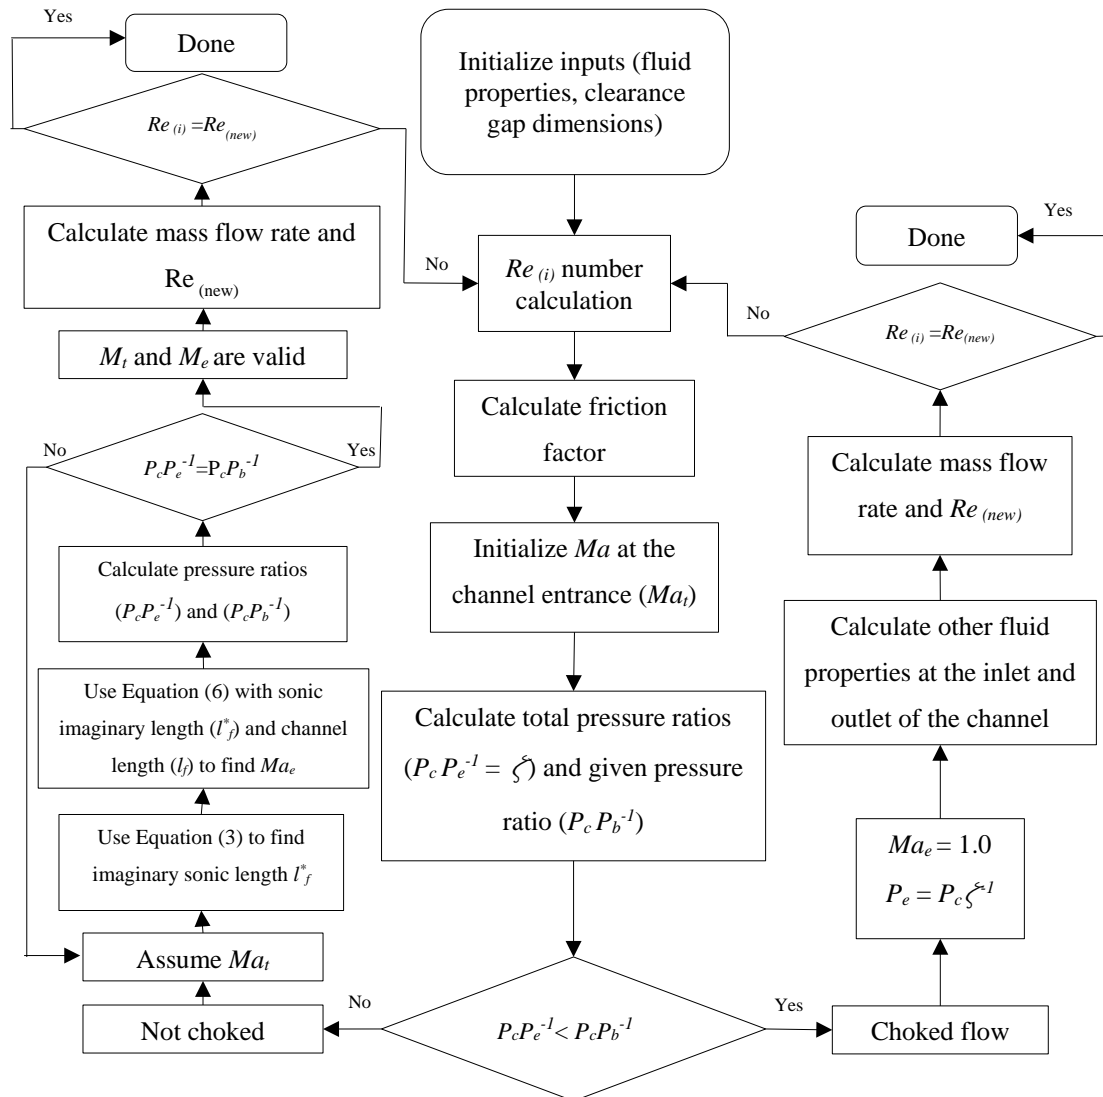 Yes
Done
Re (i) =Re(new)
Calculate mass flow rate and
Re (new)
No
Mt and Me are valid
No
Yes
PcPe-1=PcPb-1
Calculate pressure ratios
(PcPe-1) and (PcPb-1)
Use Equation (6) with sonic
imaginary length (l*f) and channel
length (lf) to find Mae
Use Equation (3) to find
imaginary sonic length l*f
Assume Mat
Not choked
No
Initialize inputs (fluid
properties, clearance
gap dimensions)
Re (i) number
calculation
Calculate friction
factor
Initialize Ma at the
channel entrance (Mat)
Calculate total pressure ratios
(Pc Pe-1 = ζ) and given pressure
ratio (Pc Pb-1)
PcPe-1< PcPb-1
Yes
Choked flow
Mae = 1.0
Pe = Pc ζ-1
Calculate other fluid
properties at the inlet and
outlet of the channel
Calculate mass flow
rate and Re (new)
Re (i) =Re(new)
No
Yes
Done